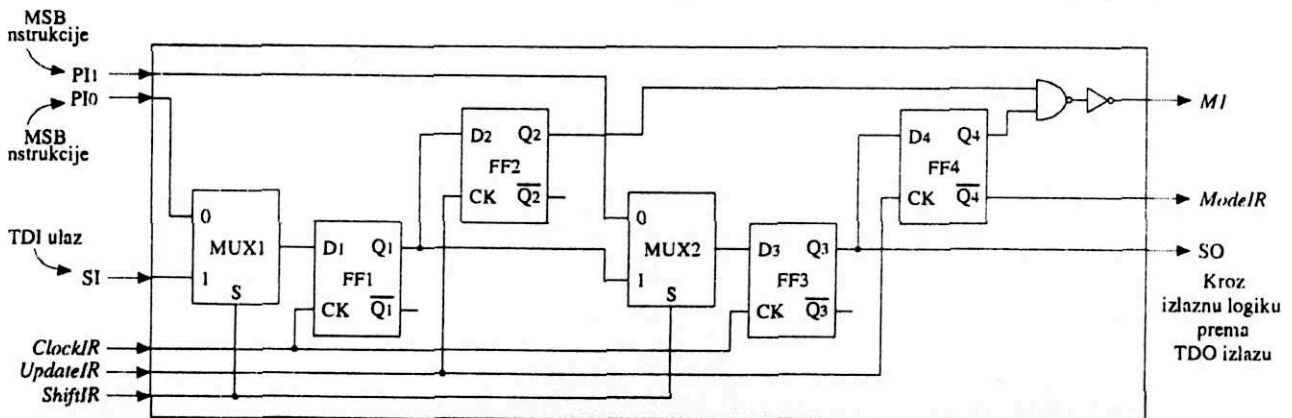 MSB
nstrukcije
PI1
PI0
MSB
nstrukcije
TDI ulaz
SI
ClockIR
UpdateIR
ShiftIR
0
MUX1
1
S
D1 Q1
FF1
CK Q1
D2 Q2
FF2
CK Q2
0
MUX2
1
S
D3 Q3
FF3
CK Q3
D4 Q4
FF4
CK Q4
M1
ModeIR
SO
Kroz
izlaznu logiku
prema
TDO izlazu